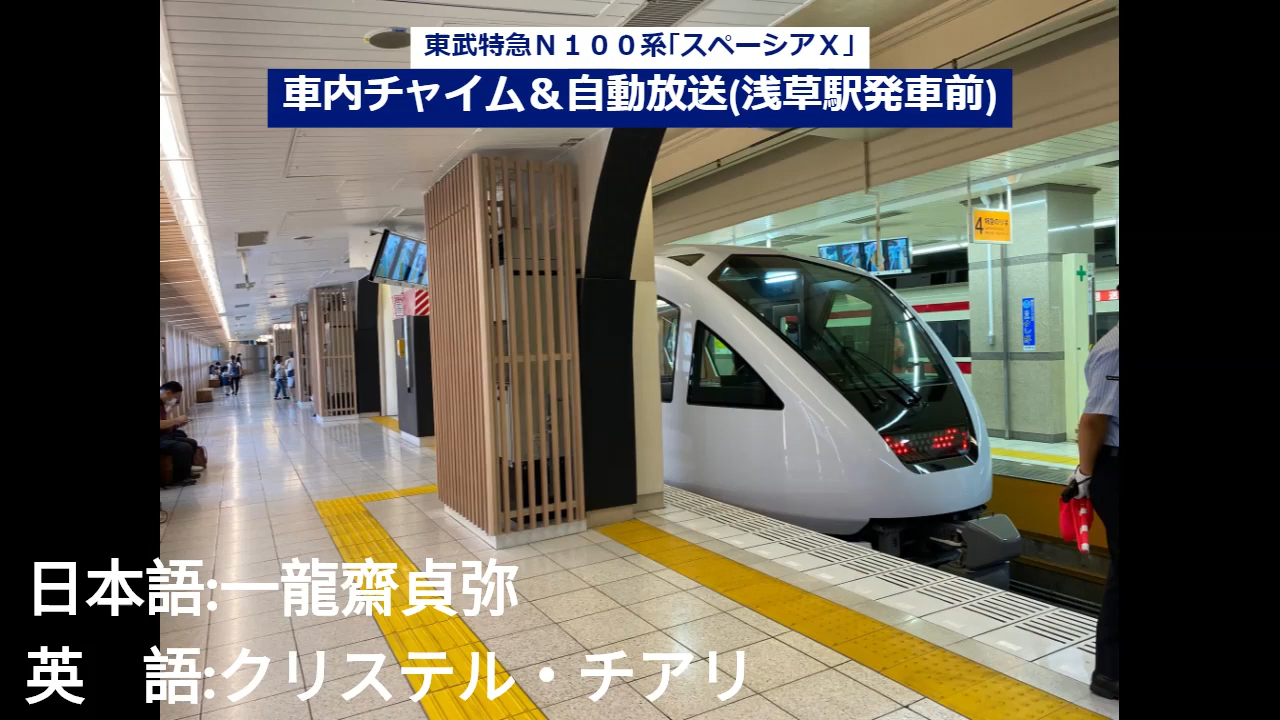 東武特急Ｎ１００系｢スペーシアＸ｣
車内チャイム＆自動放送(浅草駅発車前)
4
日本語:一龍齋貞弥
英　語:クリステル・チアリ